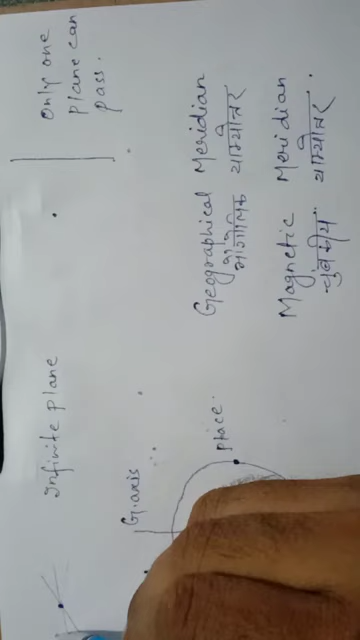 Infinite plane
Only one
plane can
pass.
G. axis
place
Geographical Meridian
भौगोलिक याम्योत्तर
Magnetic Meridian
चुंबकीय याम्योत्तर